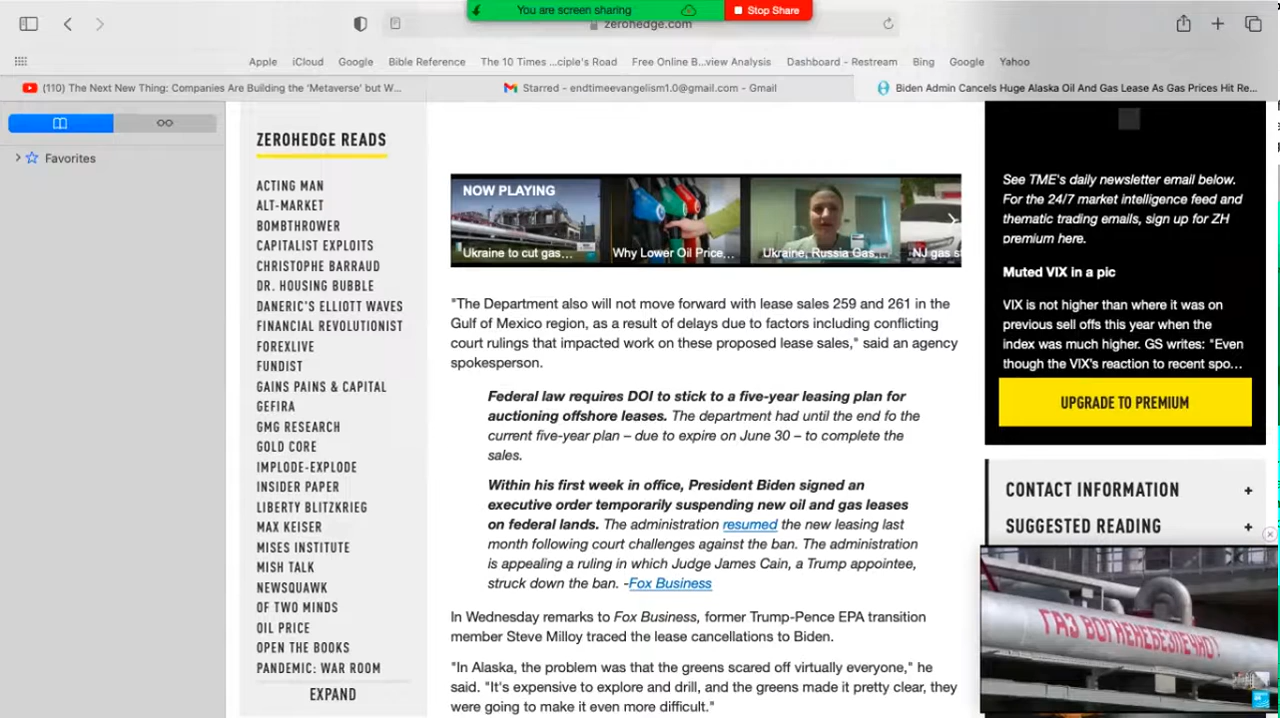 You are screen sharing
Stop Share
zerohedge.com
Apple iCloud Google Bible Reference The 10 Times ...ciple's Road Free Online B...view Analysis Dashboard - Restream Bing Google Yahoo
(110) The Next New Thing: Companies Are Building the 'Metaverse' but W...
Starred - endtimeevangelism1.0@gmail.com - Gmail
Biden Admin Cancels Huge Alaska Oil And Gas Lease As Gas Prices Hit Re...
Favorites
ZEROHEDGE READS
ACTING MAN
ALT-MARKET
BOMBTHROWER
CAPITALIST EXPLOITS
CHRISTOPHE BARRAUD
DR. HOUSING BUBBLE
DANERIC'S ELLIOTT WAVES
FINANCIAL REVOLUTIONIST
FOREXLIVE
FUNDIST
GAINS PAINS & CAPITAL
GEFIRA
GMG RESEARCH
GOLD CORE
IMPLODE-EXPLODE
INSIDER PAPER
LIBERTY BLITZKRIEG
MAX KEISER
MISES INSTITUTE
MISH TALK
NEWSQUAWK
OF TWO MINDS
OIL PRICE
OPEN THE BOOKS
PANDEMIC: WAR ROOM
EXPAND
NOW PLAYING
Ukraine to cut gas...
Why Lower Oil Price...
Ukraine, Russia Gas...
NJ gas s
"The Department also will not move forward with lease sales 259 and 261 in the
Gulf of Mexico region, as a result of delays due to factors including conflicting
court rulings that impacted work on these proposed lease sales," said an agency
spokesperson.
Federal law requires DOI to stick to a five-year leasing plan for
auctioning offshore leases. The department had until the end fo the
current five-year plan – due to expire on June 30 – to complete the
sales.
Within his first week in office, President Biden signed an
executive order temporarily suspending new oil and gas leases
on federal lands. The administration resumed the new leasing last
month following court challenges against the ban. The administration
is appealing a ruling in which Judge James Cain, a Trump appointee,
struck down the ban. -Fox Business
In Wednesday remarks to Fox Business, former Trump-Pence EPA transition
member Steve Milloy traced the lease cancellations to Biden.
"In Alaska, the problem was that the greens scared off virtually everyone," he
said. "It's expensive to explore and drill, and the greens made it pretty clear, they
were going to make it even more difficult."
See TME's daily newsletter email below.
For the 24/7 market intelligence feed and
thematic trading emails, sign up for ZH
premium here.
Muted VIX in a pic
VIX is not higher than where it was on
previous sell offs this year when the
index was much higher. GS writes: "Even
though the VIX's reaction to recent spo...
UPGRADE TO PREMIUM
CONTACT INFORMATION +
SUGGESTED READING +
ГАЗ ВОГНЕНЕБЕЗПЕЧНО!